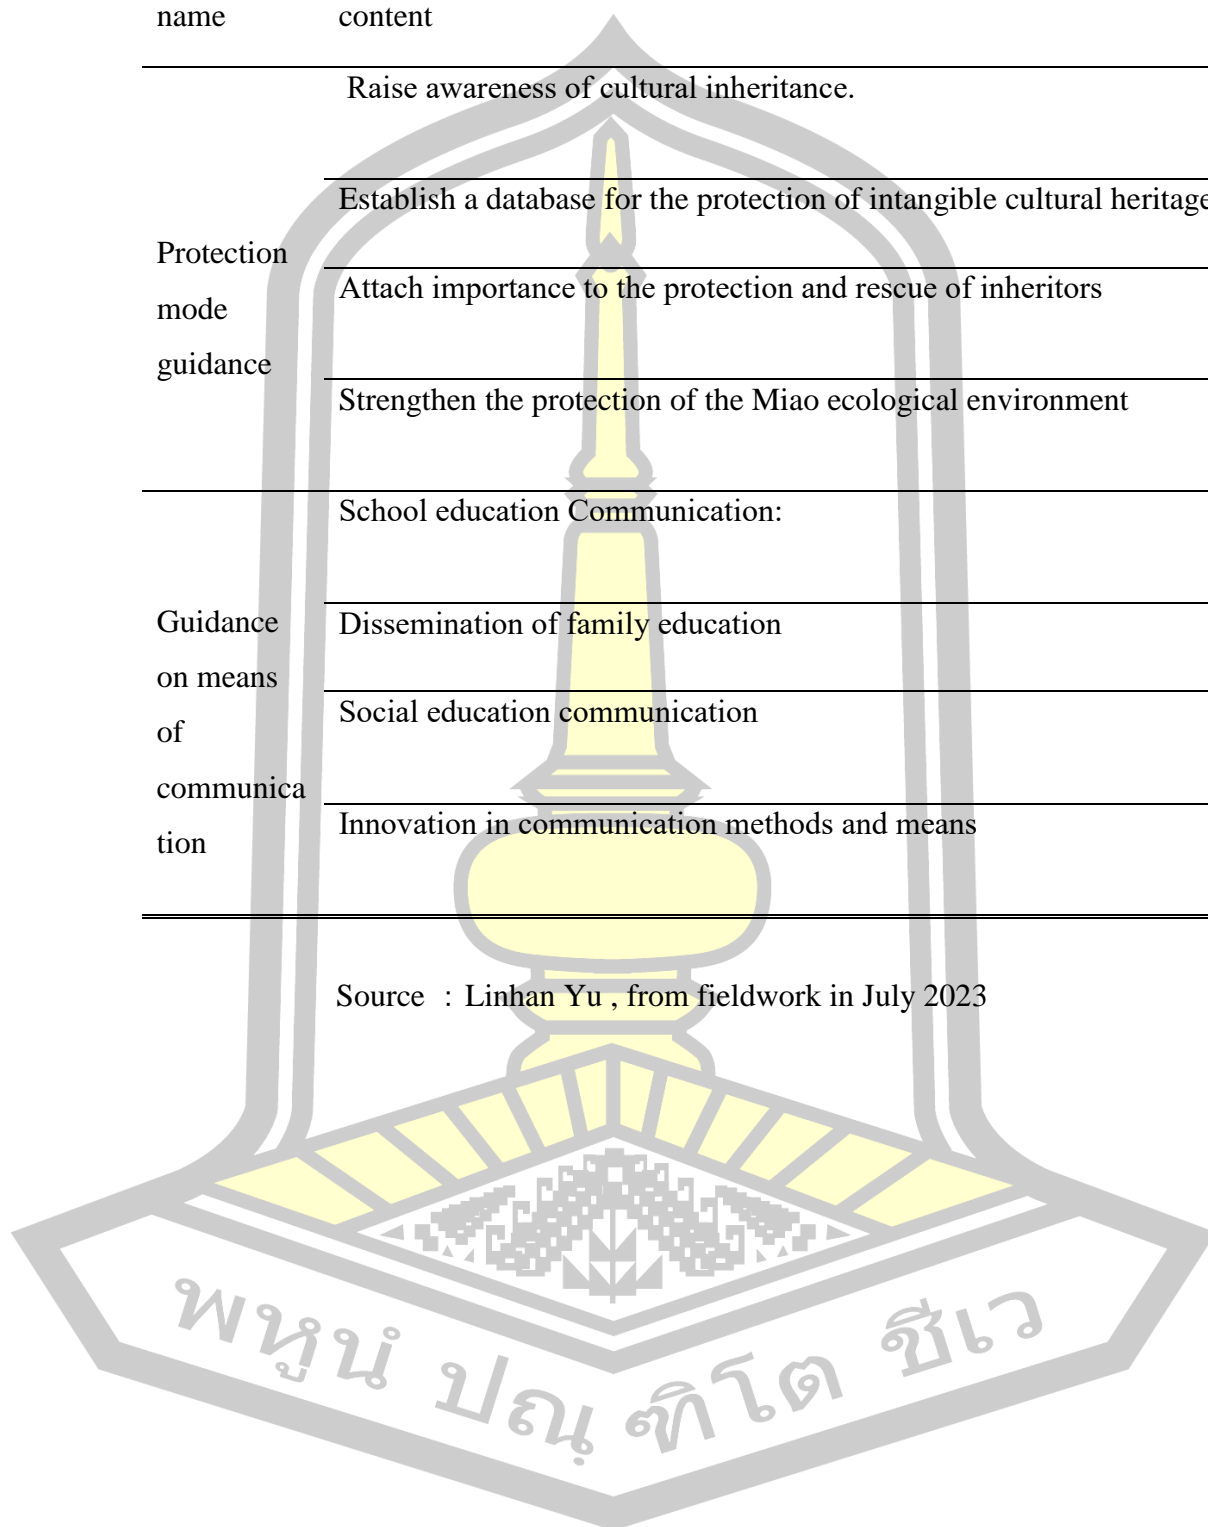 name content
Raise awareness of cultural inheritance.
Establish a database for the protection of intangible cultural heritage
Protection
mode
guidance
Attach importance to the protection and rescue of inheritors
Strengthen the protection of the Miao ecological environment
School education Communication:
Guidance
on means
of
communica
tion
Dissemination of family education
Social education communication
Innovation in communication methods and means
Source : Linhan Yu , from fieldwork in July 2023
พหูนํ ปณฺฑิโต ชีเว